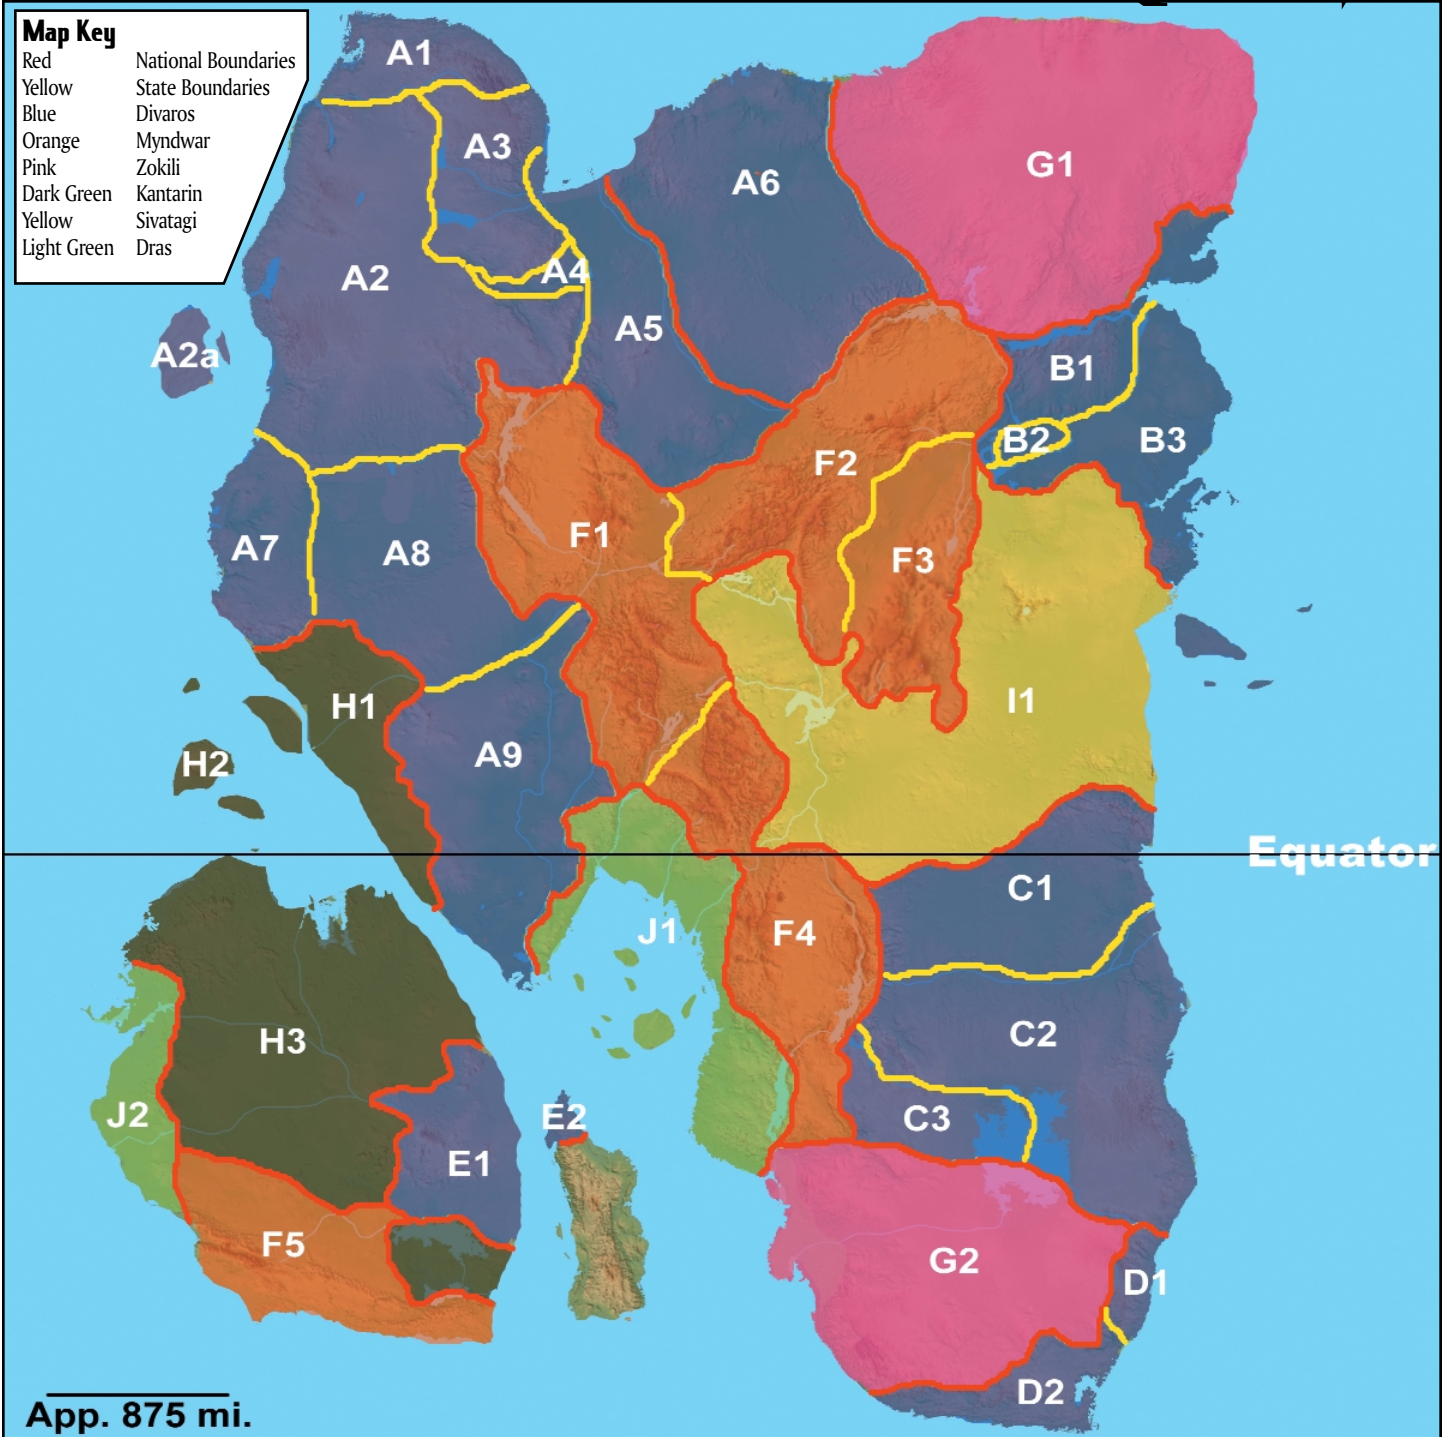 Map Key
Red National Boundaries
Yellow State Boundaries
Blue Divaros
Orange Myndwar
Pink Zokili
Dark Green Kantarin
Yellow Sivatagi
Light Green Dras
A1
A3
A6
G1
A2
A4
A5
A2a
B1
B2
B3
F2
A7
A8
F1
F3
H1
I1
A9
H2
Equator
C1
J1
F4
H3
C2
J2
E2
C3
E1
F5
G2
D1
D2
App. 875 mi.